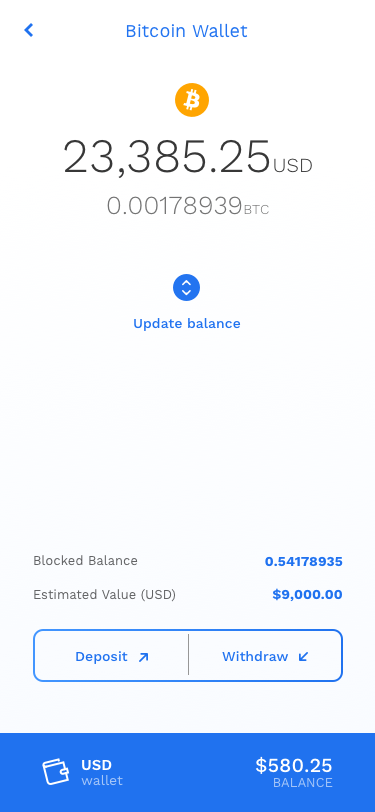 Bitcoin Wallet
23,385.25USD
0.00178939BTC
Update balance
Blocked Balance 0.54178935
Estimated Value (USD) $9,000.00
Deposit Withdraw
USD $580.25
wallet BALANCE